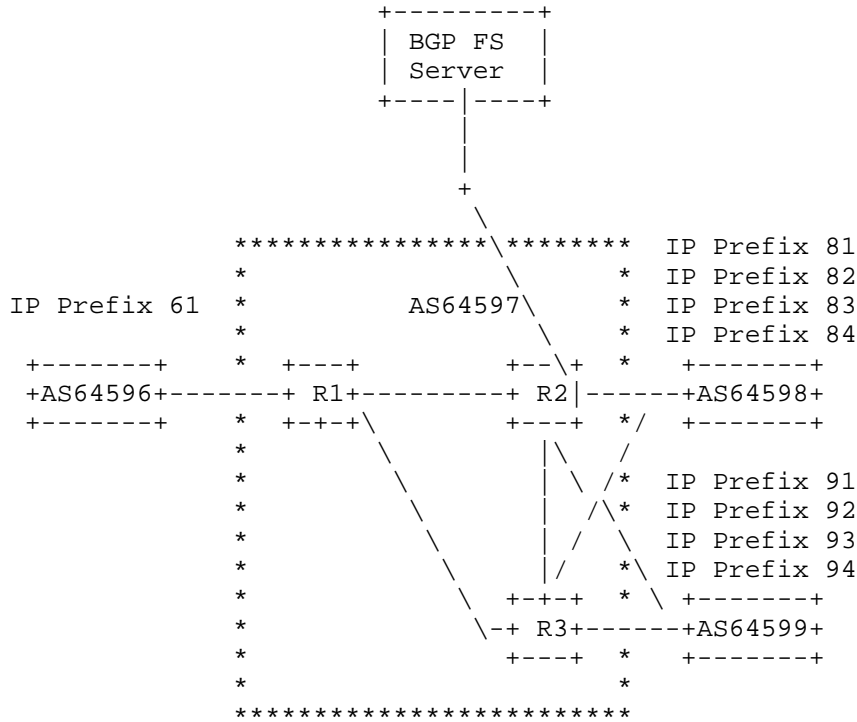 BGP FS
Server
IP Prefix 81
IP Prefix 82
IP Prefix 61 AS64597 IP Prefix 83
IP Prefix 84
AS64596 R1 R2 AS64598
IP Prefix 91
IP Prefix 92
IP Prefix 93
IP Prefix 94
R3 AS64599